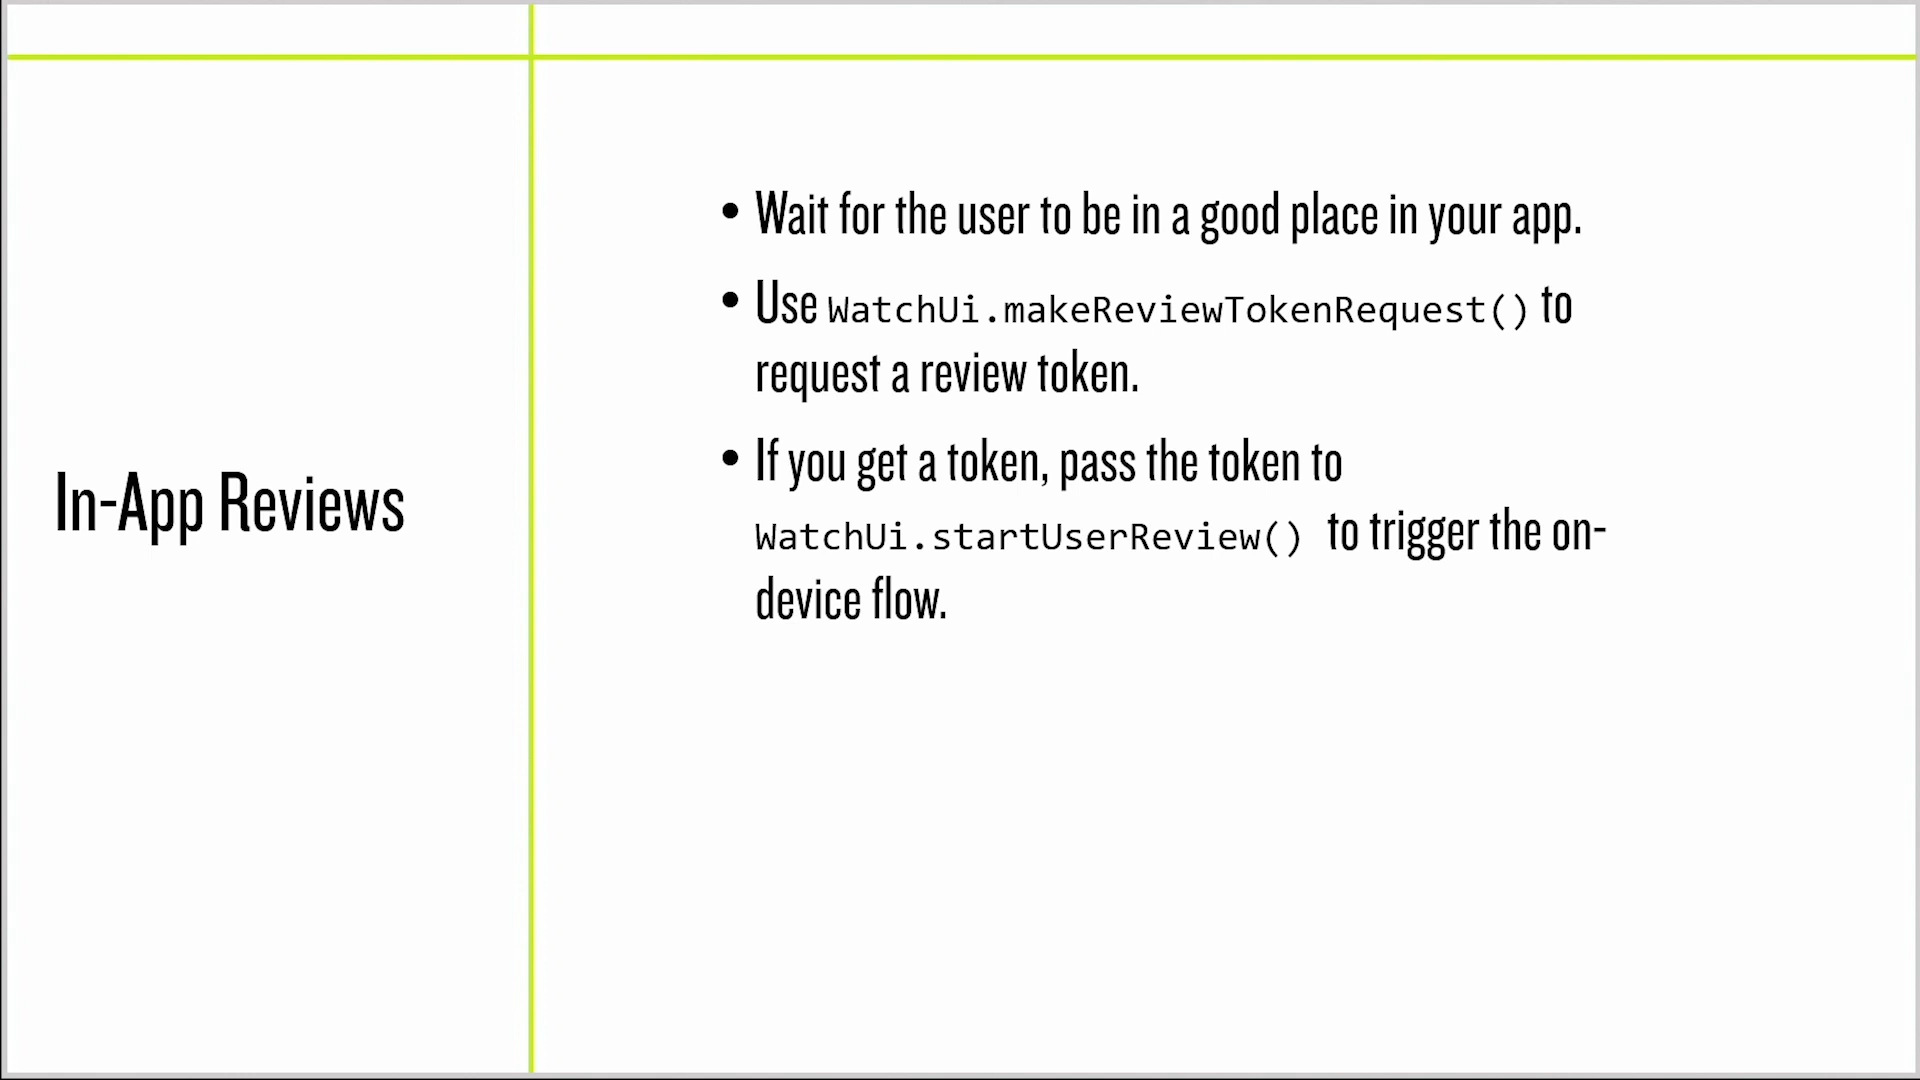 In-App Reviews
• Wait for the user to be in a good place in your app.
• Use WatchUi.makeReviewTokenRequest() to
request a review token.
• If you get a token, pass the token to
WatchUi.startUserReview() to trigger the on-
device flow.